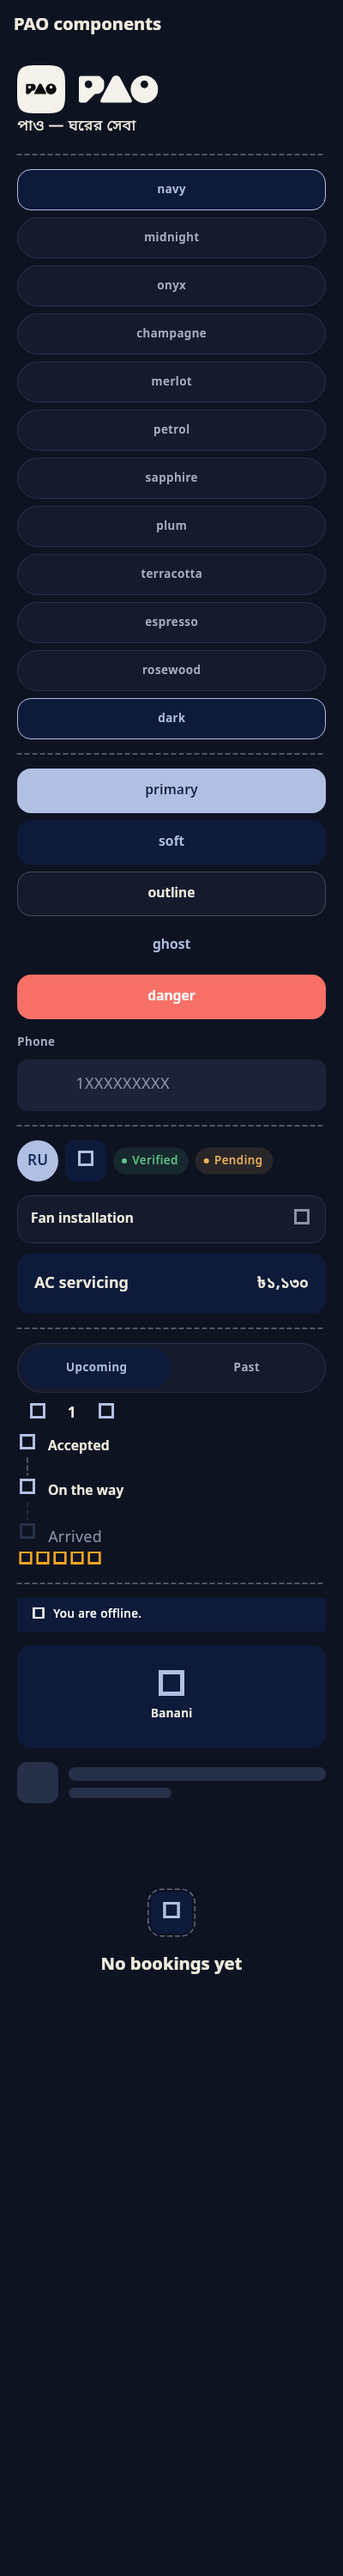 PAO components
PAO PAO
পাও — ঘরের সেবা
navy
midnight
onyx
champagne
merlot
petrol
sapphire
plum
terracotta
espresso
rosewood
dark
primary
soft
outline
ghost
danger
Phone
1XXXXXXXXX
RU Verified Pending
Fan installation
AC servicing ৳১,১৩০
Upcoming Past
1
Accepted
On the way
Arrived
You are offline.
Banani
No bookings yet